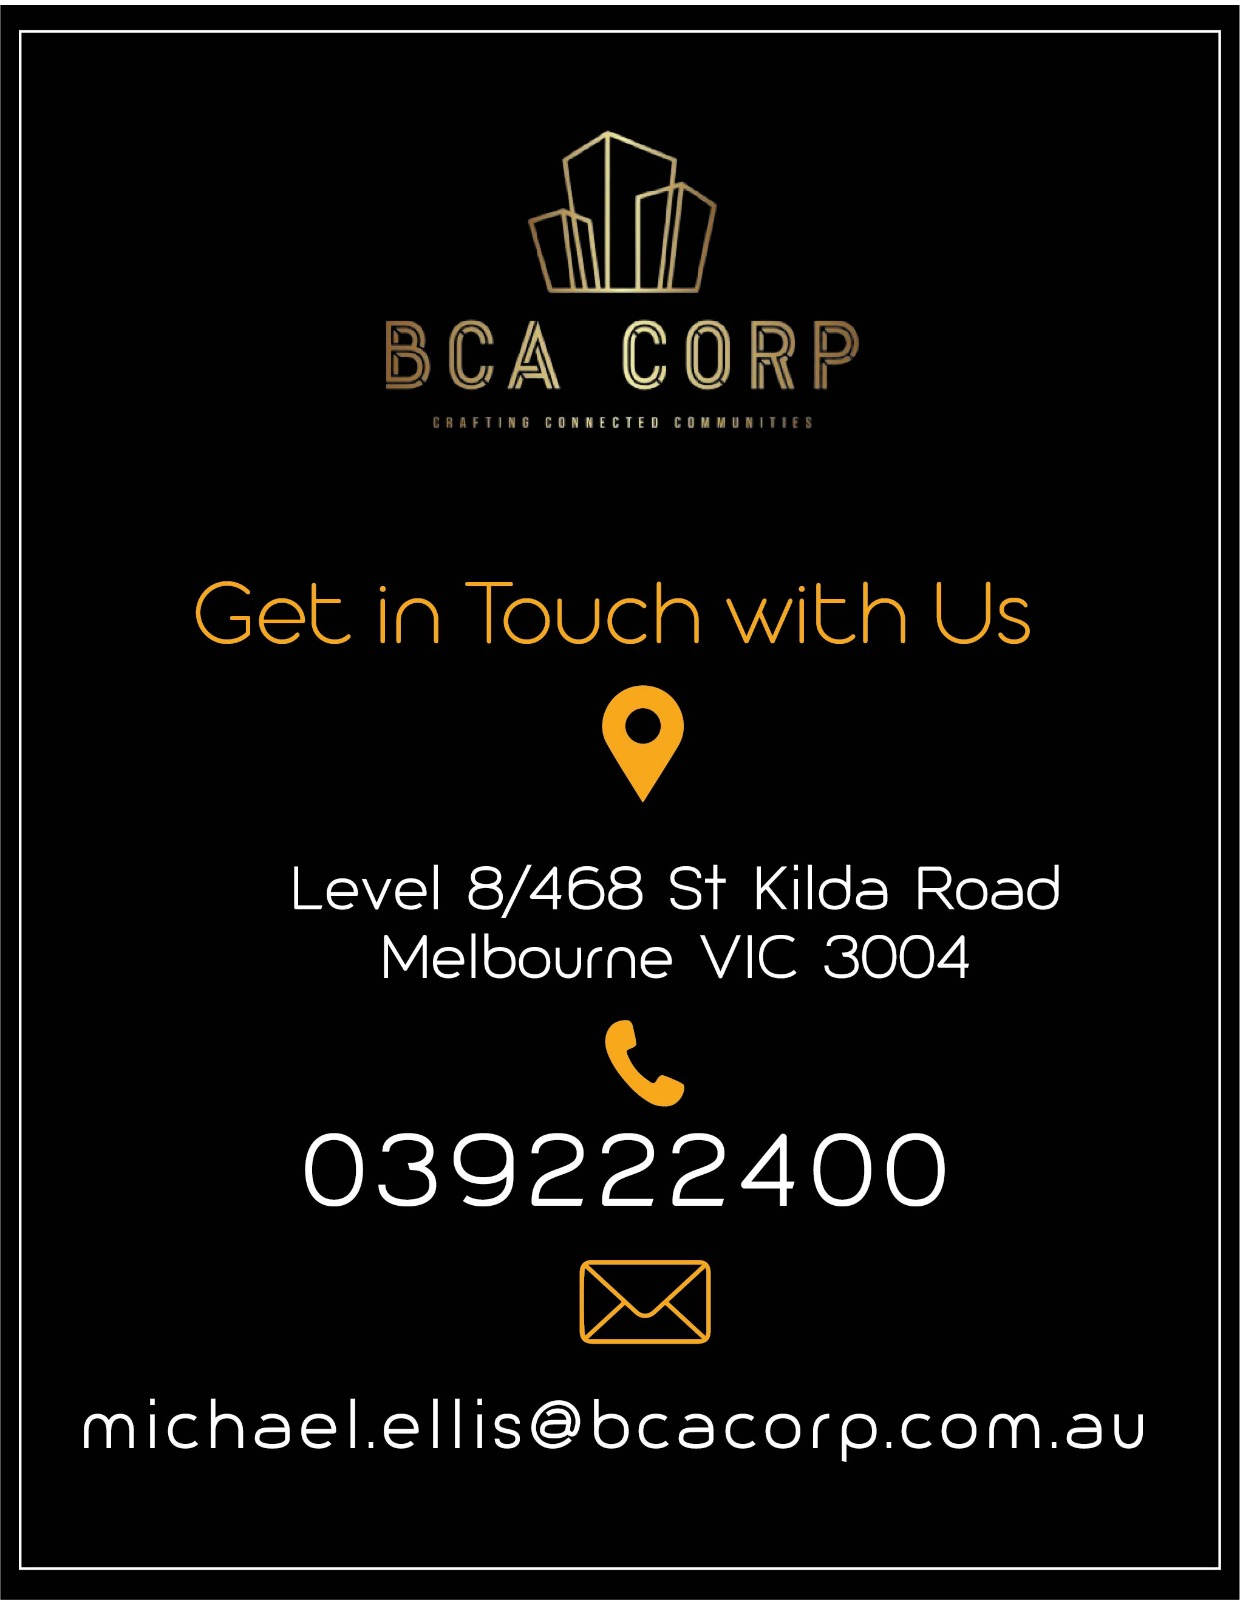 BCA CORP
CRAFTING CONNECTED COMMUNITIES
Get in Touch with Us
Level 8/468 St Kilda Road
Melbourne VIC 3004
039222400
michael.ellis@bcacorp.com.au